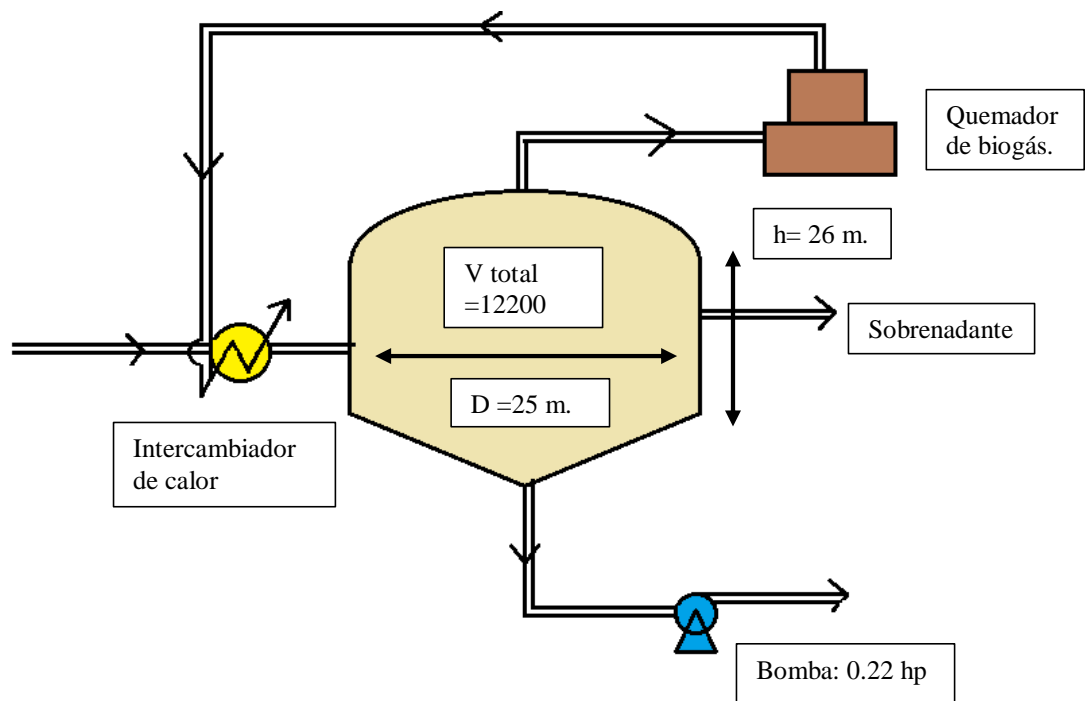 Quemador
de biogás.
h= 26 m.
V total
=12200
Sobrenadante
D =25 m.
Intercambiador
de calor
Bomba: 0.22 hp